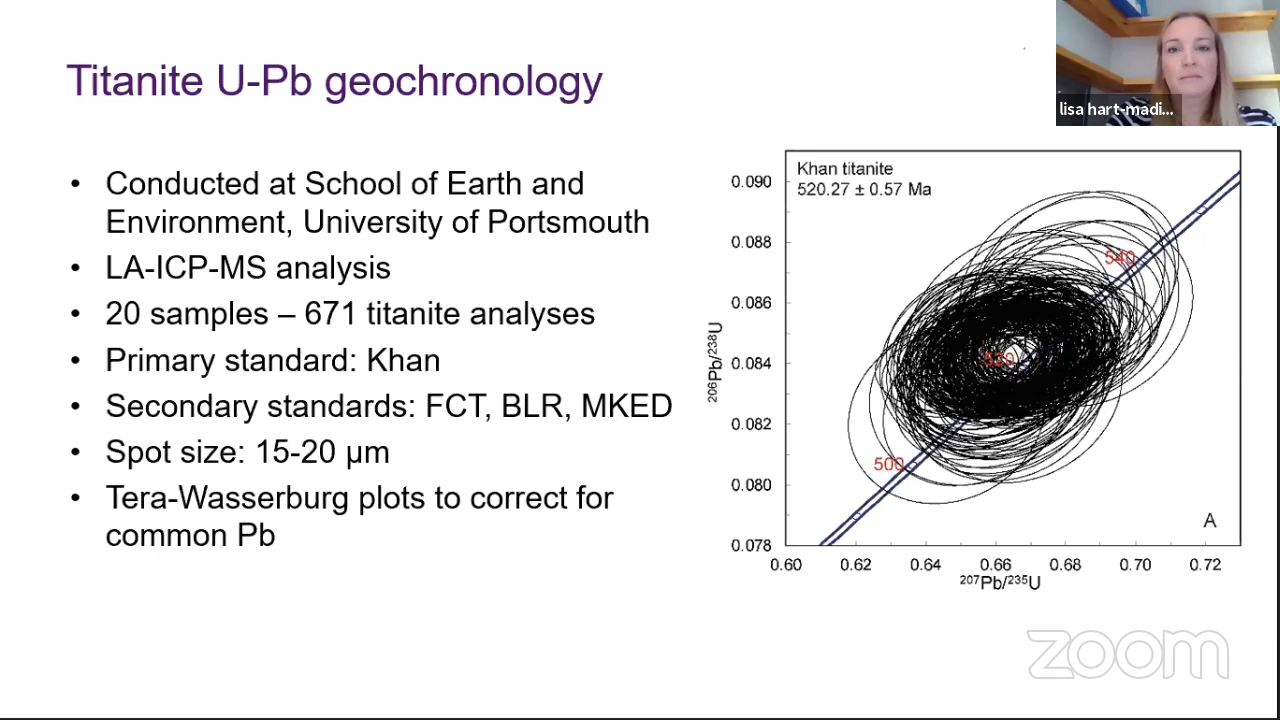 Titanite U-Pb geochronology
lisa hart-madi...
• Conducted at School of Earth and
Environment, University of Portsmouth
• LA-ICP-MS analysis
• 20 samples – 671 titanite analyses
• Primary standard: Khan
• Secondary standards: FCT, BLR, MKED
• Spot size: 15-20 µm
• Tera-Wasserburg plots to correct for
common Pb
Khan titanite
520.27 ± 0.57 Ma
0.090
0.088
0.086
0.084
0.082
0.080
0.078
206Pb/238U
540
520
500
A
0.60 0.62 0.64 0.66 0.68 0.70 0.72
207Pb/235U
zoom